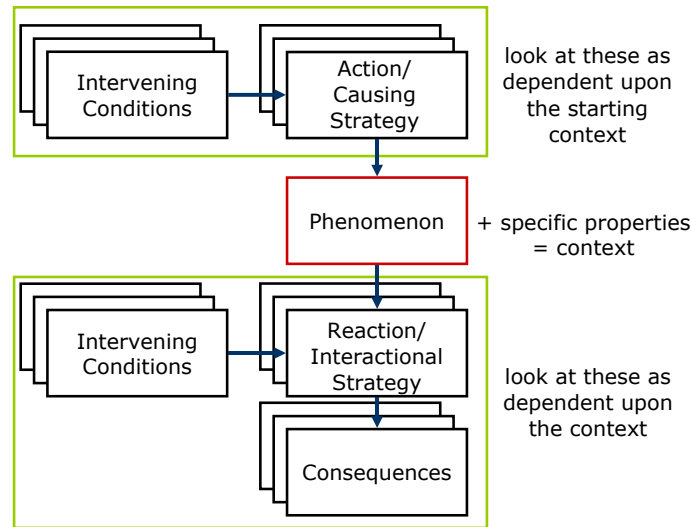 Intervening
Conditions
Action/
Causing
Strategy
look at these as
dependent upon
the starting
context
Phenomenon
+ specific properties
= context
Intervening
Conditions
Reaction/
Interactional
Strategy
look at these as
dependent upon
the context
Consequences